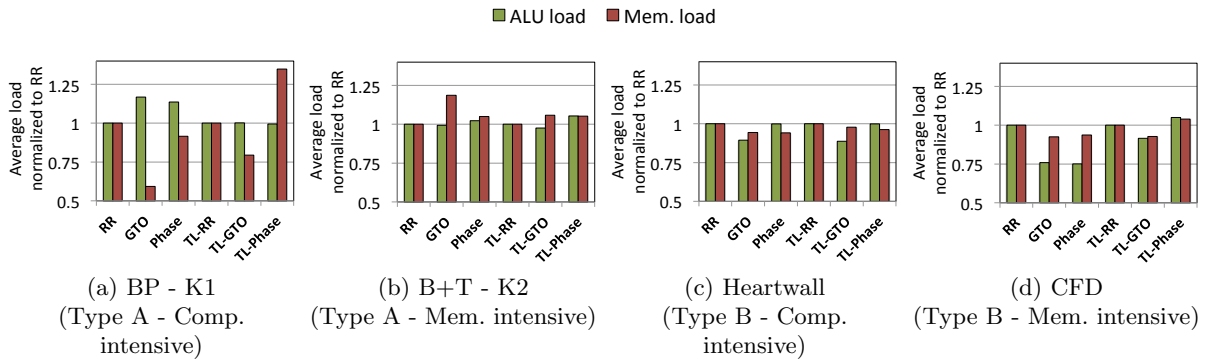 ALU load Mem. load
Average load
normalized to RR
1.25
1
0.75
0.5
RR
GTO
Phase
TL-RR
TL-GTO
TL-Phase
(a) BP - K1
(Type A - Comp.
intensive)
Average load
normalized to RR
1.25
1
0.75
0.5
RR
GTO
Phase
TL-RR
TL-GTO
TL-Phase
(b) B+T - K2
(Type A - Mem. intensive)
Average load
normalized to RR
1.25
1
0.75
0.5
RR
GTO
Phase
TL-RR
TL-GTO
TL-Phase
(c) Heartwall
(Type B - Comp.
intensive)
Average load
normalized to RR
1.25
1
0.75
0.5
RR
GTO
Phase
TL-RR
TL-GTO
TL-Phase
(d) CFD
(Type B - Mem. intensive)